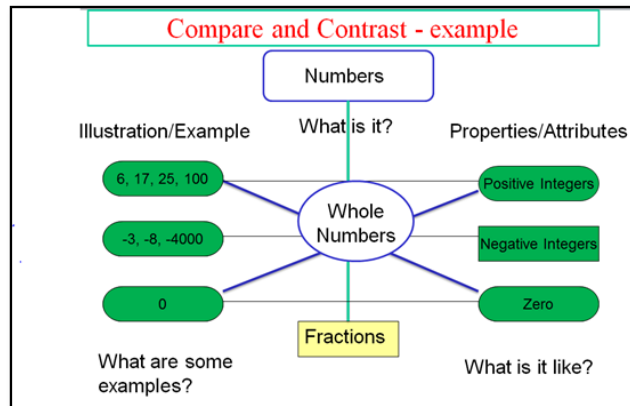 Compare and Contrast - example
Numbers
Illustration/Example
What is it?
Properties/Attributes
6, 17, 25, 100
Positive Integers
Whole
Numbers
-3, -8, -4000
Negative Integers
0
Zero
Fractions
What are some
examples?
What is it like?